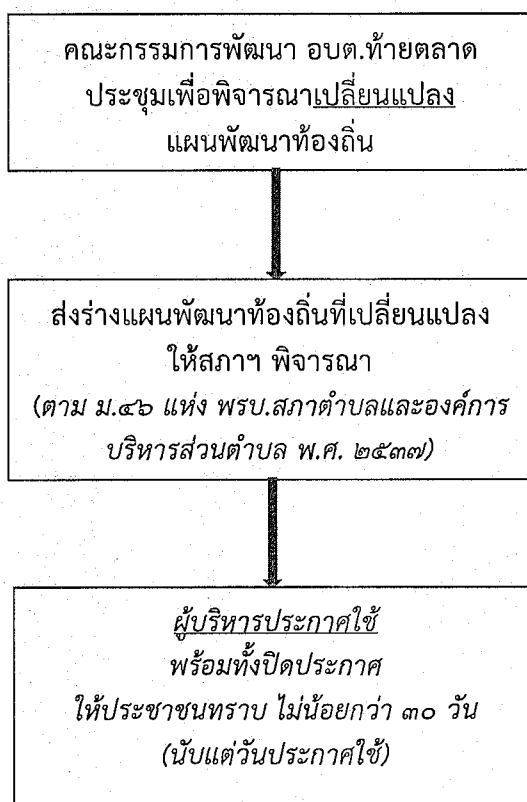 คณะกรรมการพัฒนา อบต.ท้ายตลาด
ประชุมเพื่อพิจารณาเปลี่ยนแปลง
แผนพัฒนาท้องถิ่น
ส่งร่างแผนพัฒนาท้องถิ่นที่เปลี่ยนแปลง
ให้สภาฯ พิจารณา
(ตาม ม.๔๖ แห่ง พรบ.สภาตำบลและองค์การ
บริหารส่วนตำบล พ.ศ. ๒๕๓๗)
ผู้บริหารประกาศใช้
พร้อมทั้งปิดประกาศ
ให้ประชาชนทราบ ไม่น้อยกว่า ๓๐ วัน
(นับแต่วันประกาศใช้)